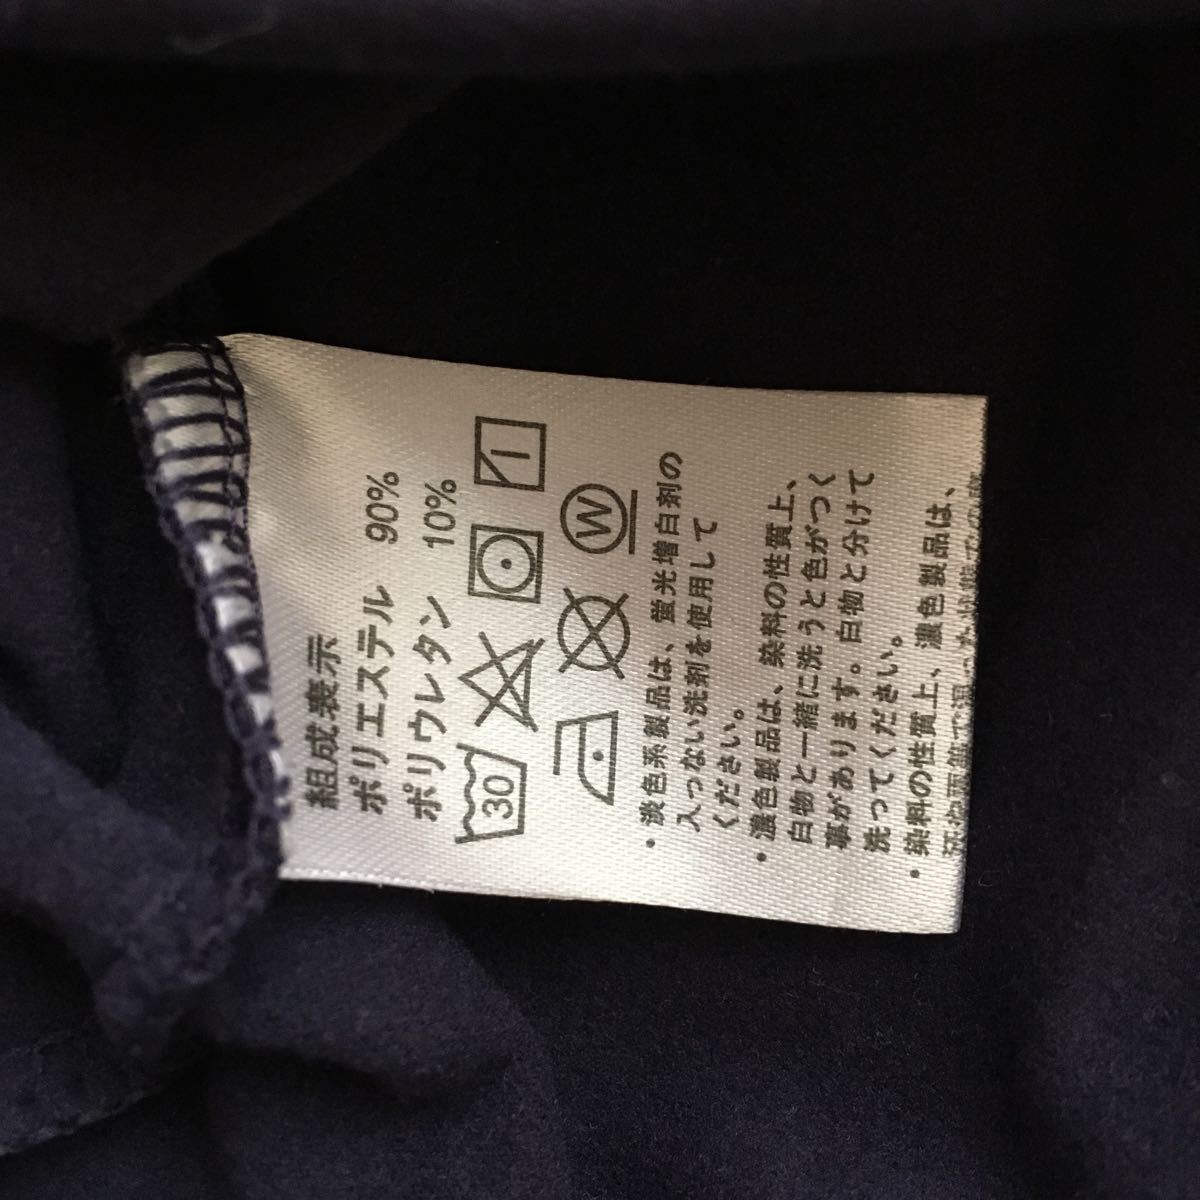 組成表示
ポリエステル 90%
ポリウレタン 10%
30
W
・淡色系製品は、蛍光増白剤の
入つない洗剤を使用して
ください。
・濃色製品は、染料の性質上、
白物と一緒に洗うと色がつく
事があります。白物と分けて
洗ってください。
・染料の性質上、濃色製品は、